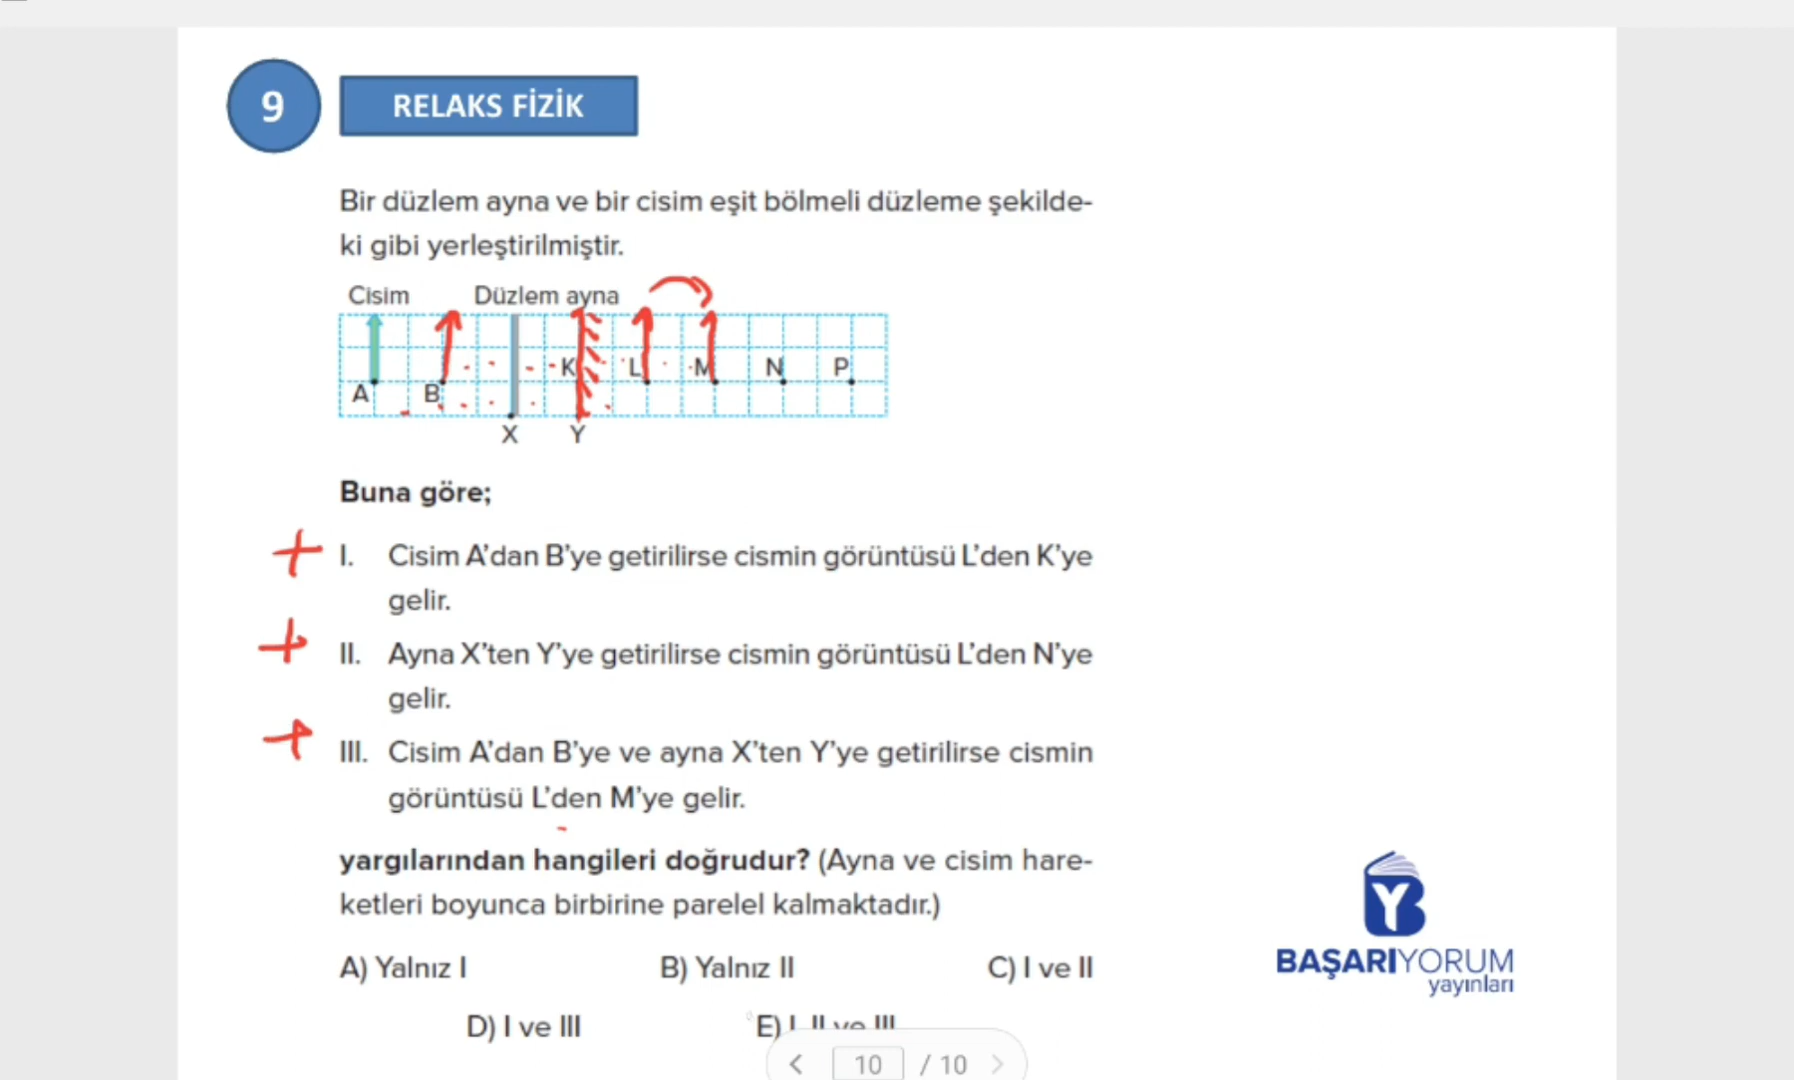 9
RELAKS FİZİK
Bir düzlem ayna ve bir cisim eşit bölmeli düzleme şekilde-
ki gibi yerleştirilmiştir.
Cisim Düzlem ayna
K L M N P
A B
X Y
Buna göre;
I. Cisim A'dan B'ye getirilirse cismin görüntüsü L'den K'ye
gelir.
II. Ayna X'ten Y'ye getirilirse cismin görüntüsü L'den N'ye
gelir.
III. Cisim A'dan B'ye ve ayna X'ten Y'ye getirilirse cismin
görüntüsü L'den M'ye gelir.
yargılarından hangileri doğrudur? (Ayna ve cisim hare-
ketleri boyunca birbirine parelel kalmaktadır.)
A) Yalnız I B) Yalnız II C) I ve II
D) I ve III E) I, II ve III
BAŞARIYORUM
yayınları
10 / 10